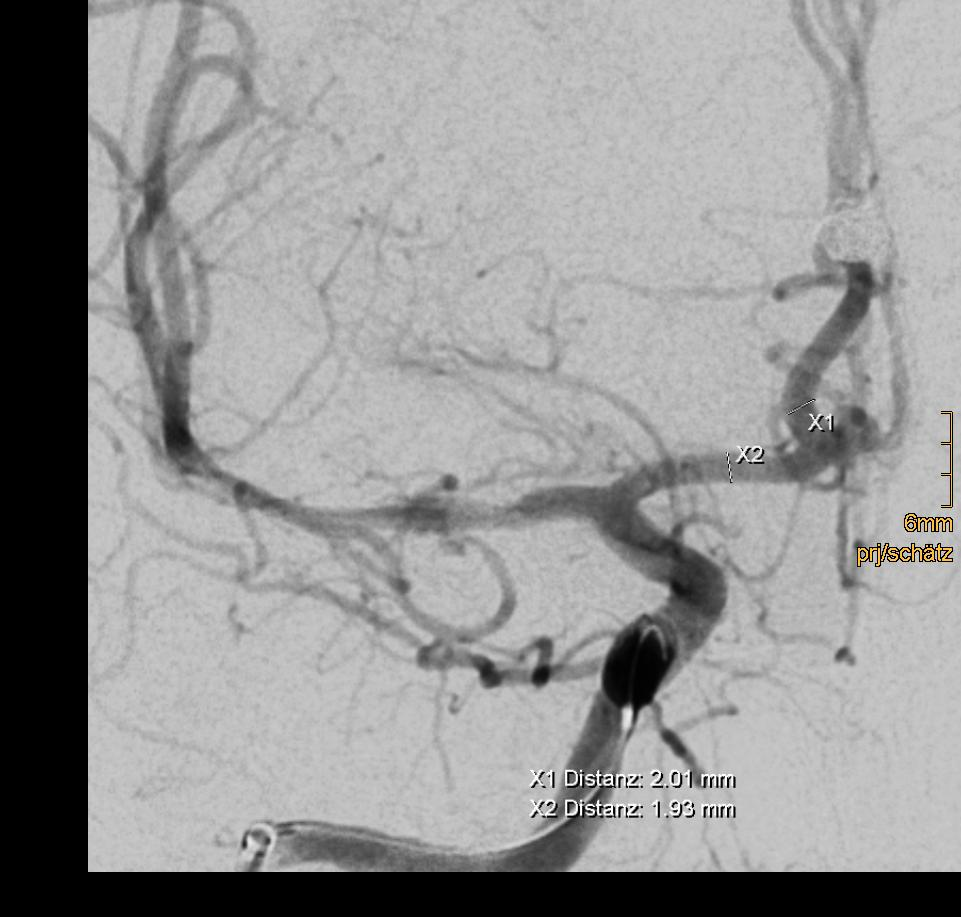 X1
X2
6mm
prj/schätz
X1 Distanz: 2.01 mm
X2 Distanz: 1.93 mm